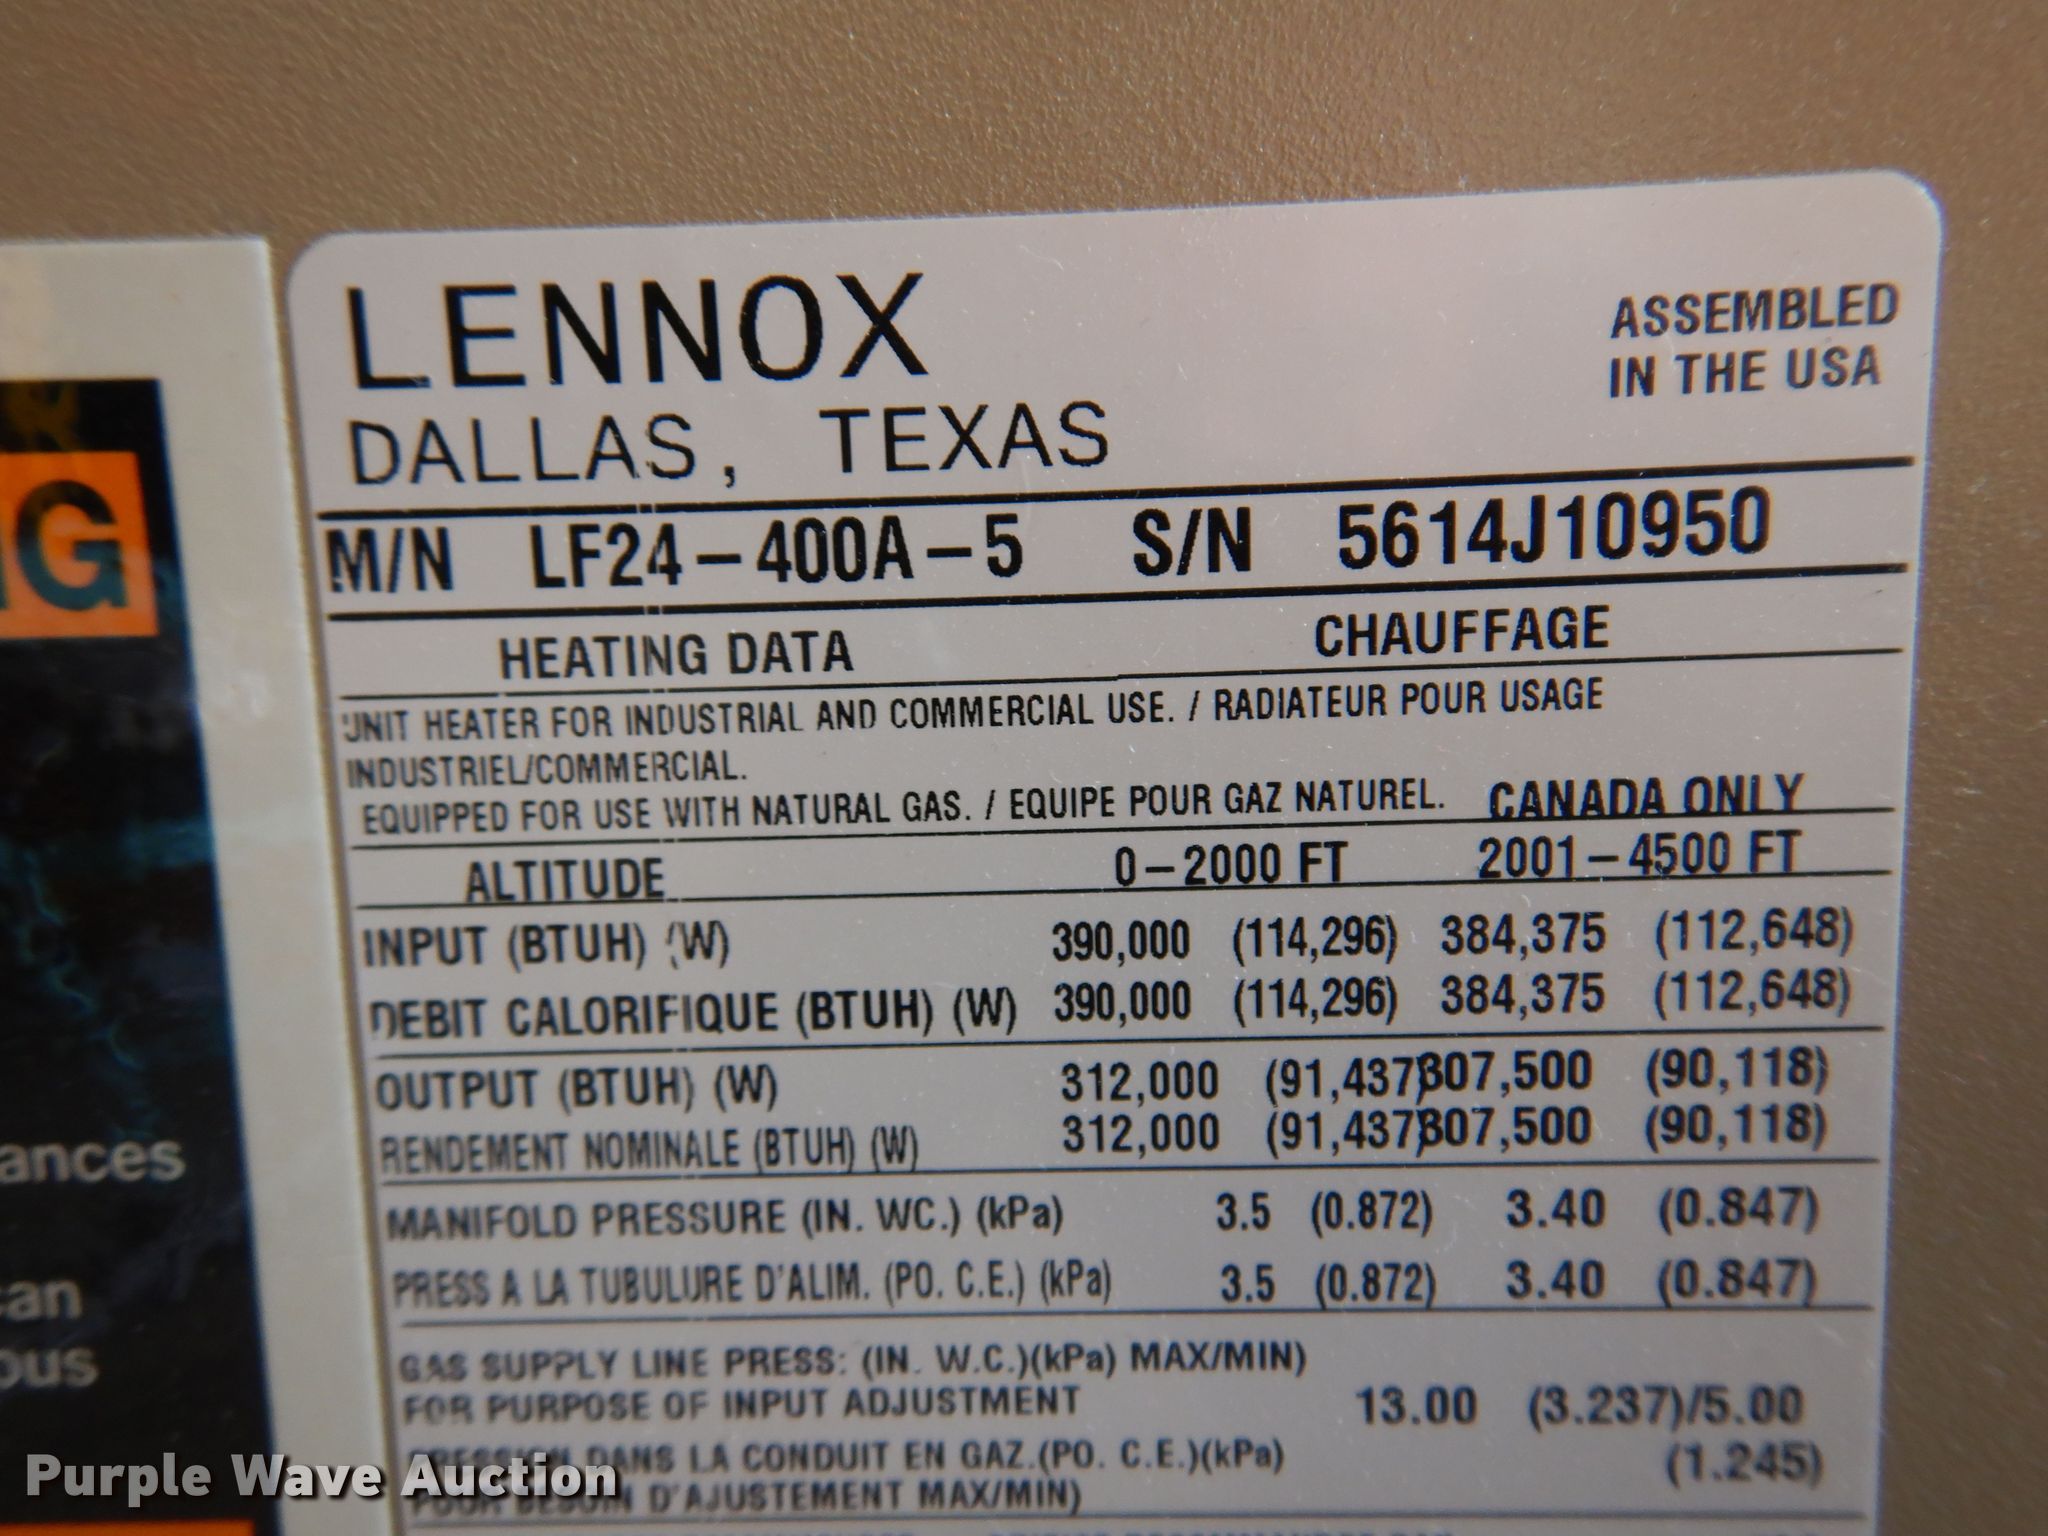 LENNOX
ASSEMBLED
IN THE USA
DALLAS, TEXAS
M/N LF24-400A-5 S/N 5614J10950
HEATING DATA CHAUFFAGE
UNIT HEATER FOR INDUSTRIAL AND COMMERCIAL USE. / RADIATEUR POUR USAGE
INDUSTRIEL/COMMERCIAL.
EQUIPPED FOR USE WITH NATURAL GAS. / EQUIPE POUR GAZ NATUREL. CANADA ONLY
ALTITUDE 0-2000 FT 2001-4500 FT
INPUT (BTUH) (W) 390,000 (114,296) 384,375 (112,648)
DEBIT CALORIFIQUE (BTUH) (W) 390,000 (114,296) 384,375 (112,648)
OUTPUT (BTUH) (W) 312,000 (91,437) 307,500 (90,118)
RENDEMENT NOMINALE (BTUH) (W) 312,000 (91,437) 307,500 (90,118)
MANIFOLD PRESSURE (IN. WC.) (kPa) 3.5 (0.872) 3.40 (0.847)
PRESS A LA TUBULURE D'ALIM. (PO. C.E.) (kPa) 3.5 (0.872) 3.40 (0.847)
GAS SUPPLY LINE PRESS: (IN. W.C.)(kPa) MAX/MIN)
FOR PURPOSE OF INPUT ADJUSTMENT 13.00 (3.237)/5.00
PRESSION DANS LA CONDUIT EN GAZ.(PO. C.E.)(kPa) (1.245)
POUR BESOIN D'AJUSTEMENT MAX/MIN)
NG
ances
can
ous
Purple Wave Auction